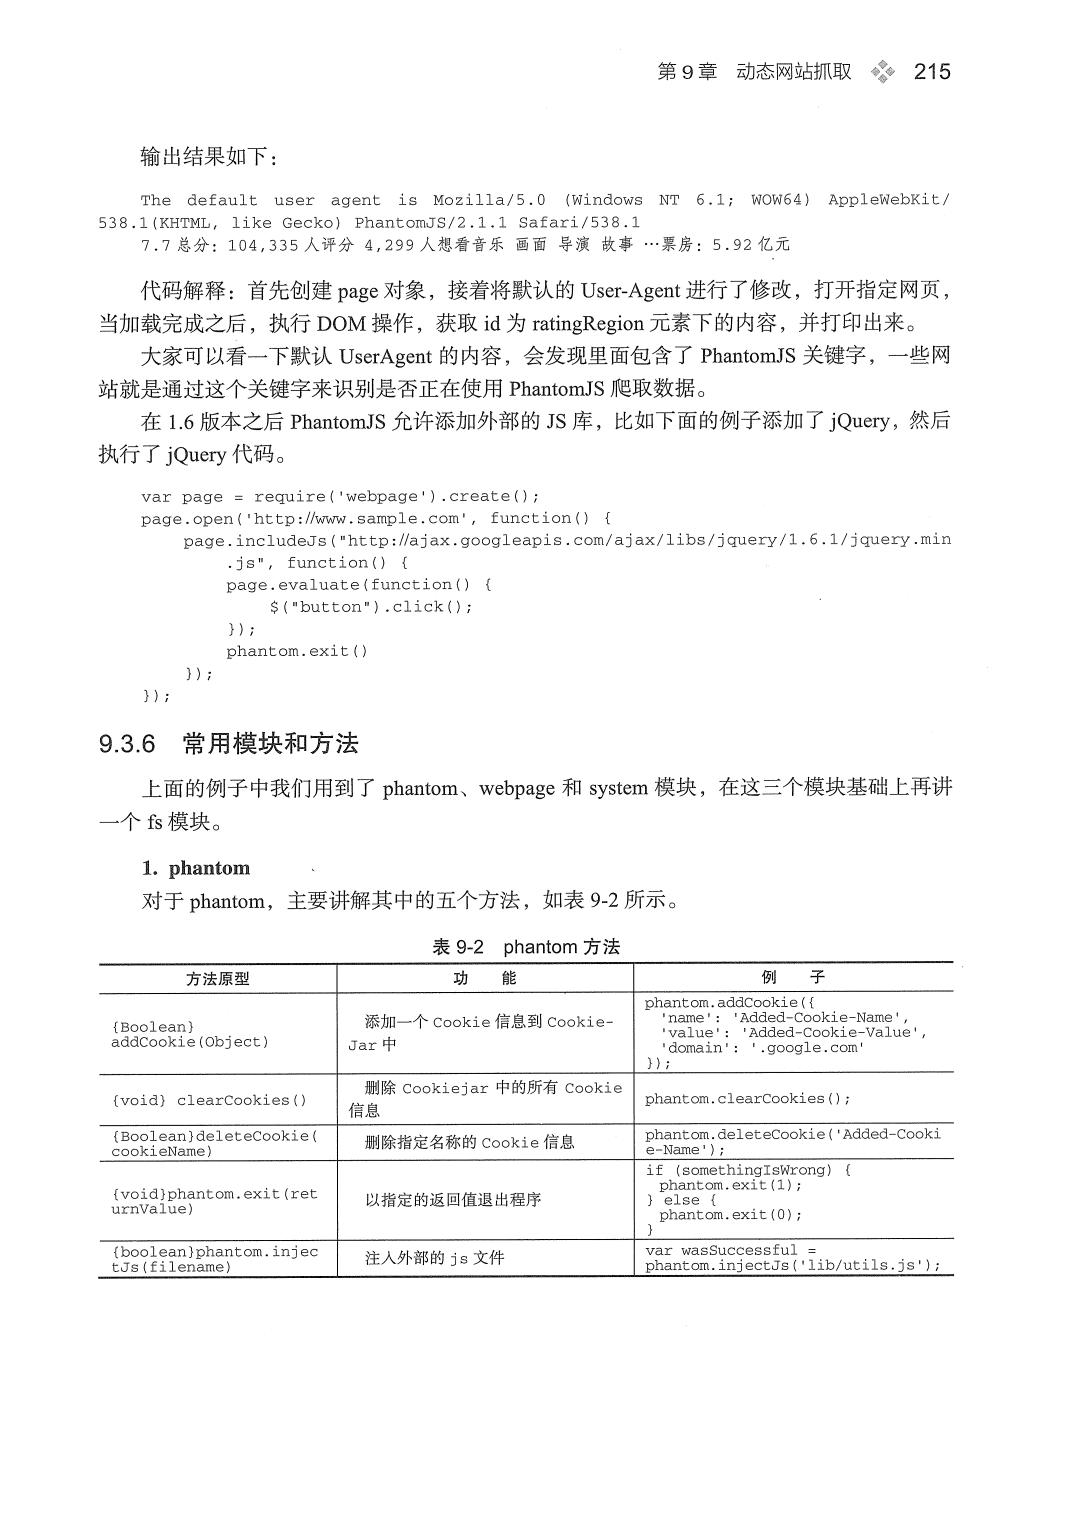 第 9 章 动态网站抓取 215
输出结果如下：
The default user agent is Mozilla/5.0 (Windows NT 6.1; WOW64) AppleWebKit/
538.1(KHTML, like Gecko) PhantomJS/2.1.1 Safari/538.1
7.7总分: 104,335人评分 4,299人想看音乐 画面 导演 故事 …票房: 5.92亿元
代码解释：首先创建 page 对象，接着将默认的 User-Agent 进行了修改，打开指定网页，
当加载完成之后，执行 DOM 操作，获取 id 为 ratingRegion 元素下的内容，并打印出来。
大家可以看一下默认 UserAgent 的内容，会发现里面包含了 PhantomJS 关键字，一些网
站就是通过这个关键字来识别是否正在使用 PhantomJS 爬取数据。
在 1.6 版本之后 PhantomJS 允许添加外部的 JS 库，比如下面的例子添加了 jQuery，然后
执行了 jQuery 代码。
var page = require('webpage').create();
page.open('http://www.sample.com', function() {
page.includeJs("http://ajax.googleapis.com/ajax/libs/jquery/1.6.1/jquery.min
.js", function() {
page.evaluate(function() {
$("button").click();
});
phantom.exit()
});
});
9.3.6 常用模块和方法
上面的例子中我们用到了 phantom、webpage 和 system 模块，在这三个模块基础上再讲
一个 fs 模块。
1. phantom
对于 phantom，主要讲解其中的五个方法，如表 9-2 所示。
表 9-2 phantom 方法
方法原型 功 能 例 子
{Boolean}
addCookie(Object)
添加一个 Cookie 信息到 Cookie-
Jar 中
phantom.addCookie({
'name': 'Added-Cookie-Name',
'value': 'Added-Cookie-Value',
'domain': '.google.com'
});
{void} clearCookies()
删除 Cookiejar 中的所有 Cookie
信息
phantom.clearCookies();
{Boolean}deleteCookie(
cookieName)
删除指定名称的 Cookie 信息
phantom.deleteCookie('Added-Cooki
e-Name');
{void}phantom.exit(ret
urnValue)
以指定的返回值退出程序
if (somethingIsWrong) {
phantom.exit(1);
} else {
phantom.exit(0);
}
{boolean}phantom.injec
tJs(filename)
注入外部的 js 文件
var wasSuccessful =
phantom.injectJs('lib/utils.js');